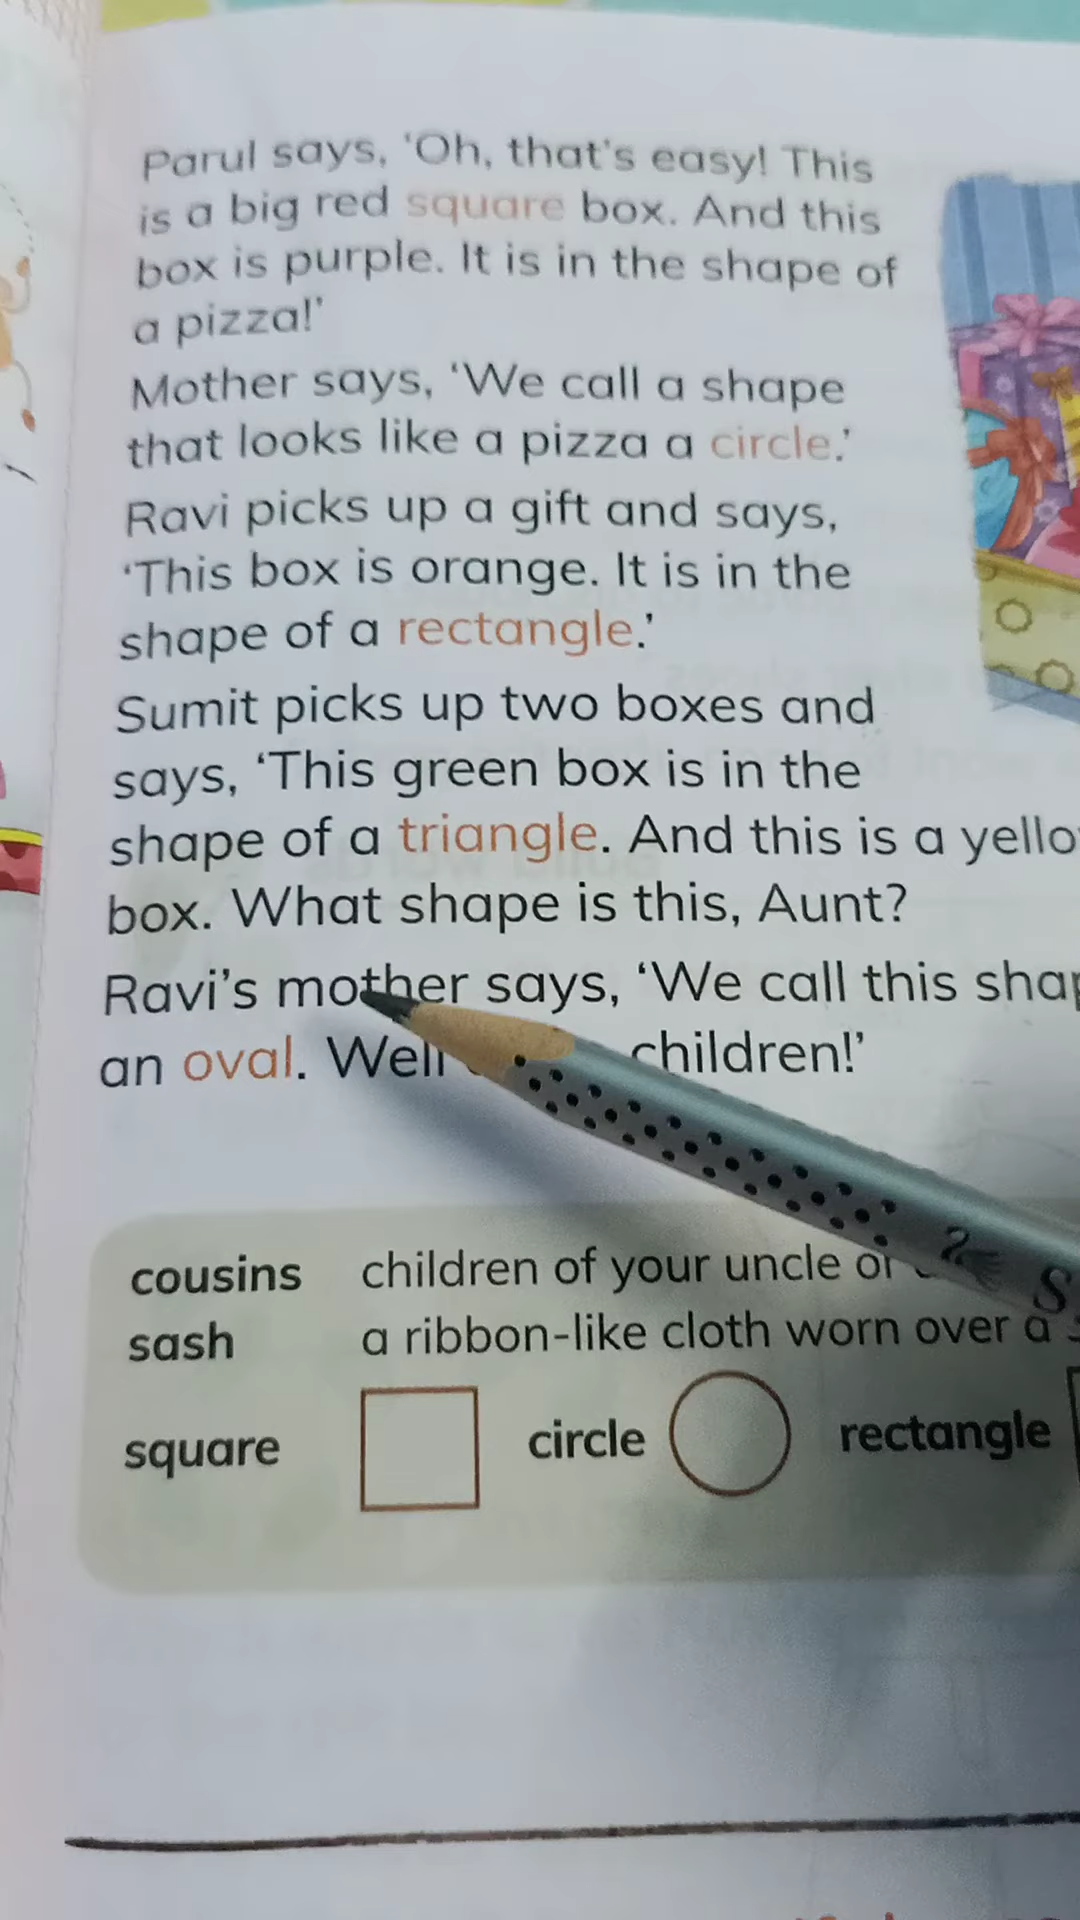 Parul says, ‘Oh, that’s easy! This
is a big red square box. And this
box is purple. It is in the shape of
a pizza!’
Mother says, ‘We call a shape
that looks like a pizza a circle.’
Ravi picks up a gift and says,
‘This box is orange. It is in the
shape of a rectangle.’
Sumit picks up two boxes and
says, ‘This green box is in the
shape of a triangle. And this is a yello
box. What shape is this, Aunt?
Ravi’s mother says, ‘We call this
an oval. Well children!’
cousins children of your uncle or
sash a ribbon-like cloth worn over a
square circle rectangle